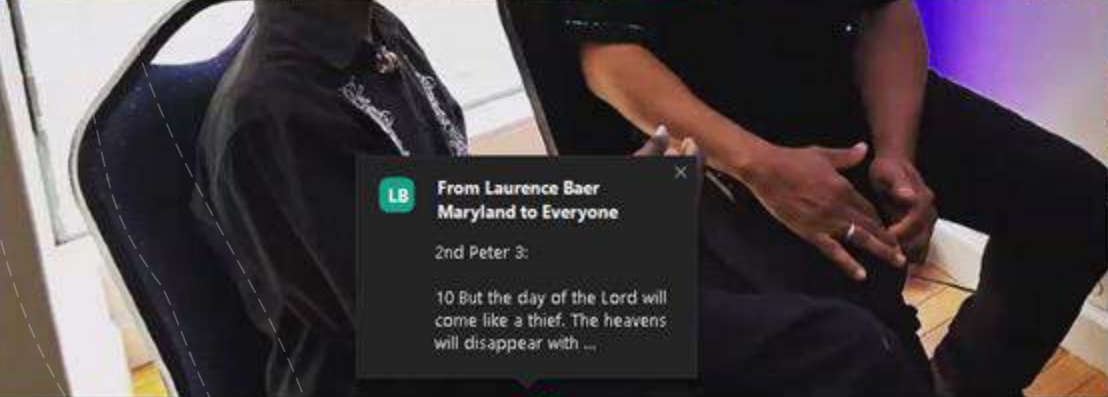 LB
From Laurence Baer
Maryland to Everyone
2nd Peter 3:
10 But the day of the Lord will
come like a thief. The heavens
will disappear with ...